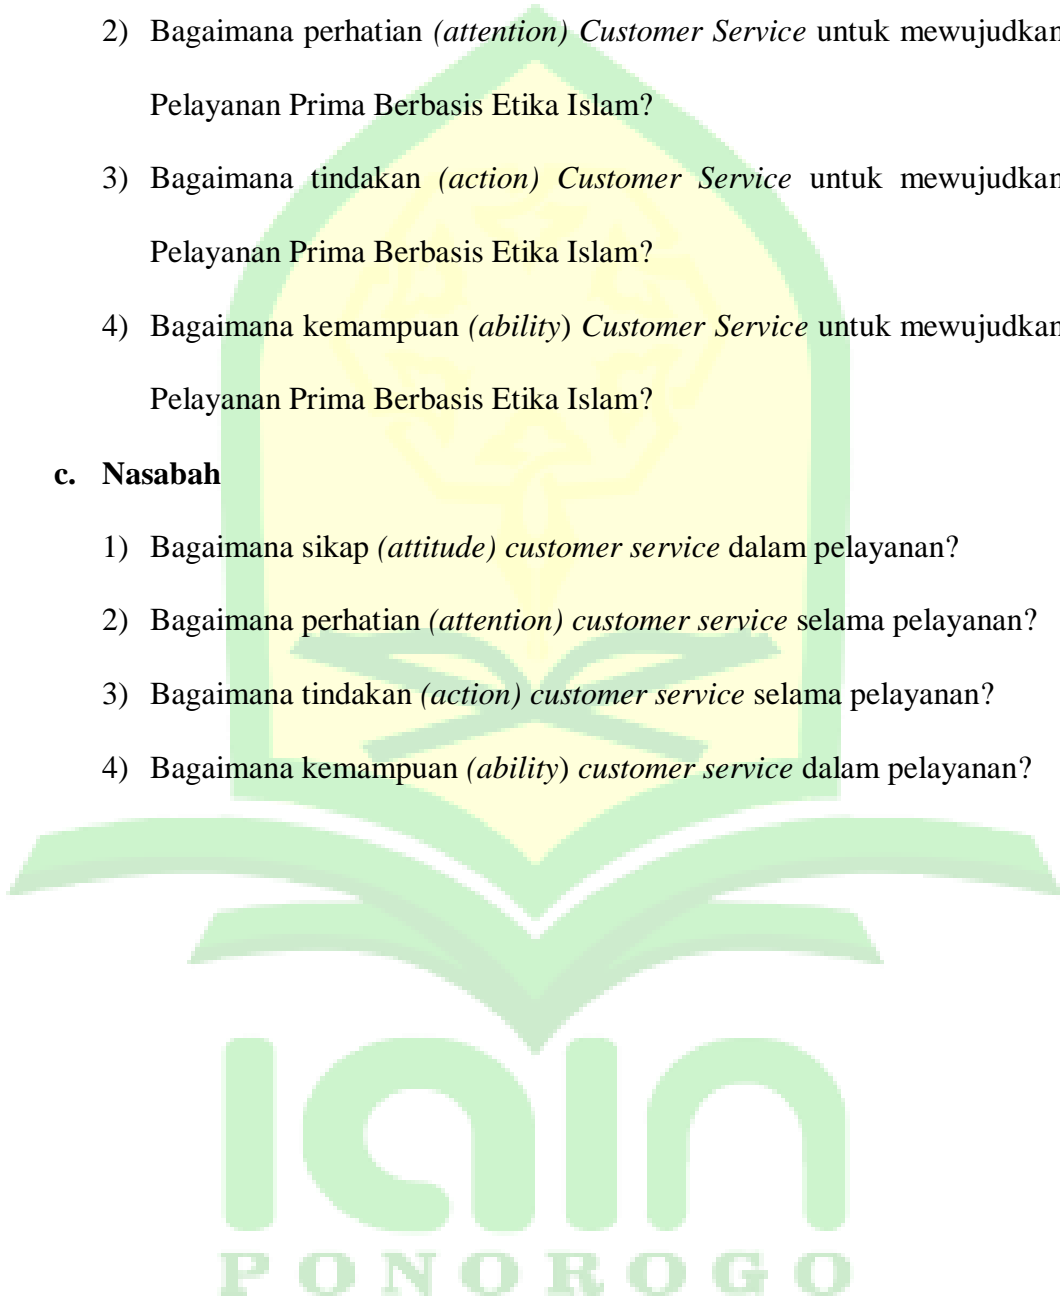 2) Bagaimana perhatian (attention) Customer Service untuk mewujudkan
Pelayanan Prima Berbasis Etika Islam?
3) Bagaimana tindakan (action) Customer Service untuk mewujudkan
Pelayanan Prima Berbasis Etika Islam?
4) Bagaimana kemampuan (ability) Customer Service untuk mewujudkan
Pelayanan Prima Berbasis Etika Islam?
c. Nasabah
1) Bagaimana sikap (attitude) customer service dalam pelayanan?
2) Bagaimana perhatian (attention) customer service selama pelayanan?
3) Bagaimana tindakan (action) customer service selama pelayanan?
4) Bagaimana kemampuan (ability) customer service dalam pelayanan?
iain
PONOROGO